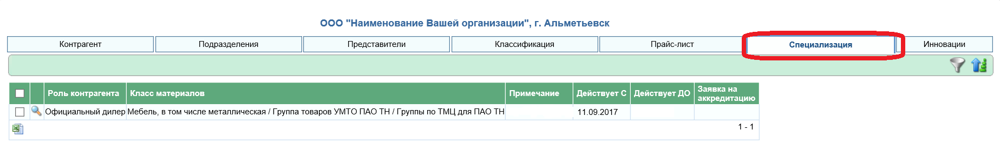 ООО "Наименование Вашей организации", г. Альметьевск
Контрагент Подразделения Представители Классификация Прайс-лист Специализация Инновации
Роль контрагента Класс материалов Примечание Действует С Действует ДО Заявка на
аккредитацию
Официальный дилер Мебель, в том числе металлическая / Группа товаров УМТО ПАО ТН / Группы по ТМЦ для ПАО ТН 11.09.2017
1 - 1